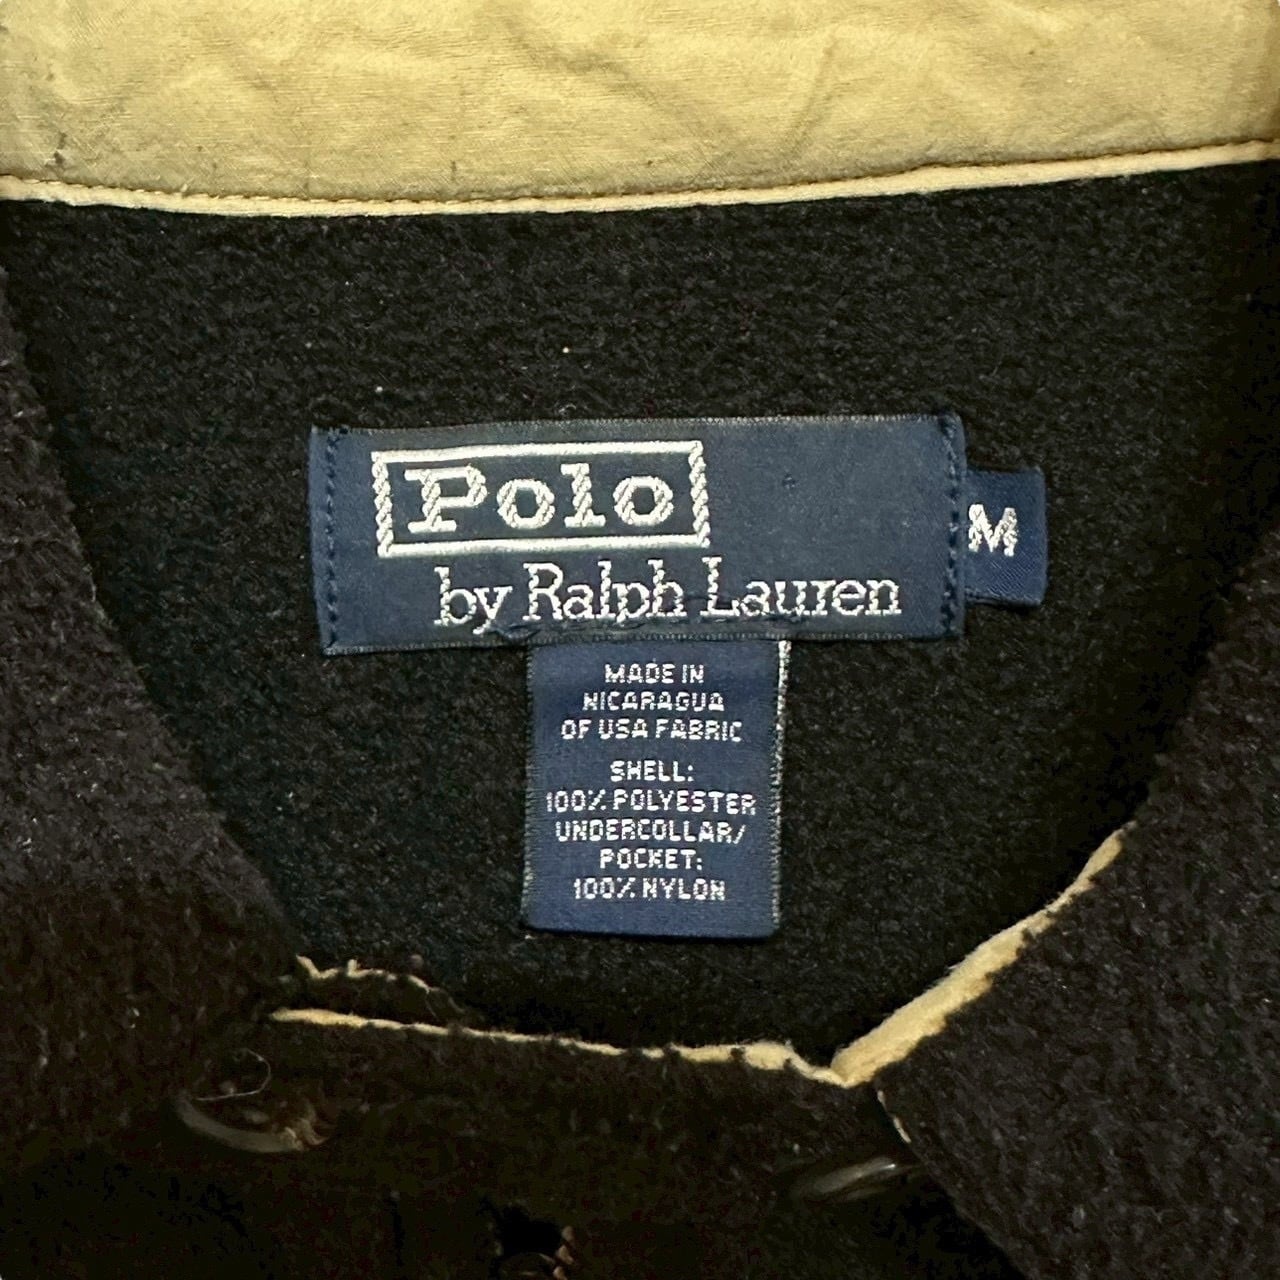 Polo
by Ralph Lauren
M
MADE IN
NICARAGUA
OF USA FABRIC
SHELL:
100% POLYESTER
UNDERCOLLAR/
POCKET:
100% NYLON